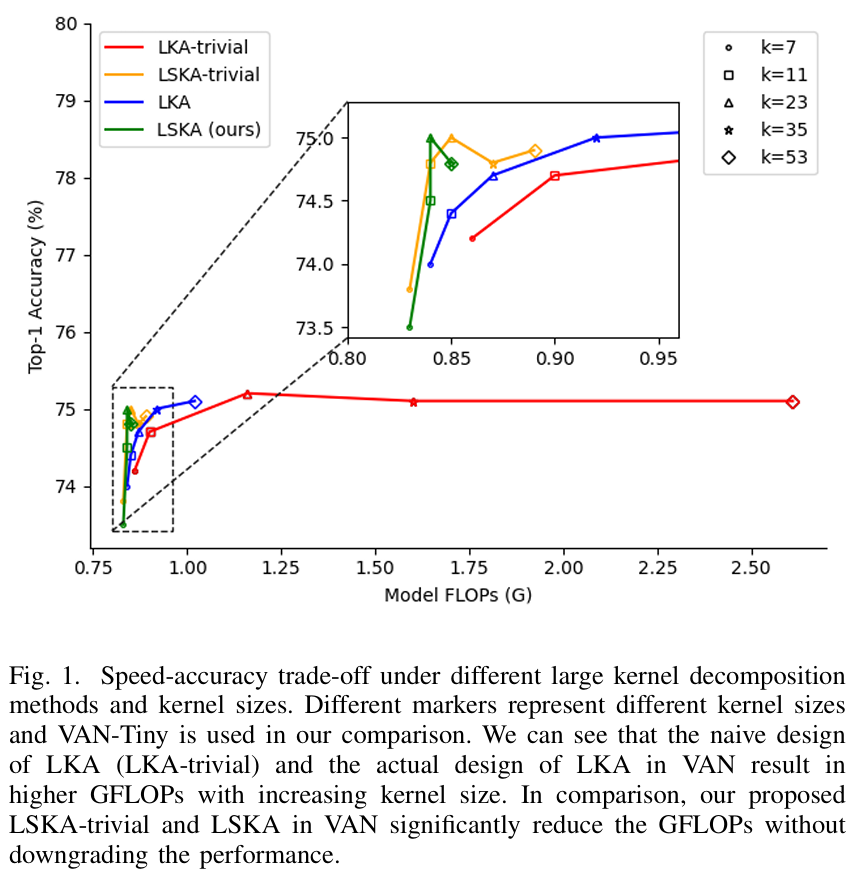 80
79
78
77
76
75
74
Top-1 Accuracy (%)
LKA-trivial
LSKA-trivial
LKA
LSKA (ours)
k=7
k=11
k=23
k=35
k=53
75.0
74.5
74.0
73.5
0.80 0.85 0.90 0.95
0.75 1.00 1.25 1.50 1.75 2.00 2.25 2.50
Model FLOPs (G)
Fig. 1. Speed-accuracy trade-off under different large kernel decomposition
methods and kernel sizes. Different markers represent different kernel sizes
and VAN-Tiny is used in our comparison. We can see that the naive design
of LKA (LKA-trivial) and the actual design of LKA in VAN result in
higher GFLOPs with increasing kernel size. In comparison, our proposed
LSKA-trivial and LSKA in VAN significantly reduce the GFLOPs without
downgrading the performance.